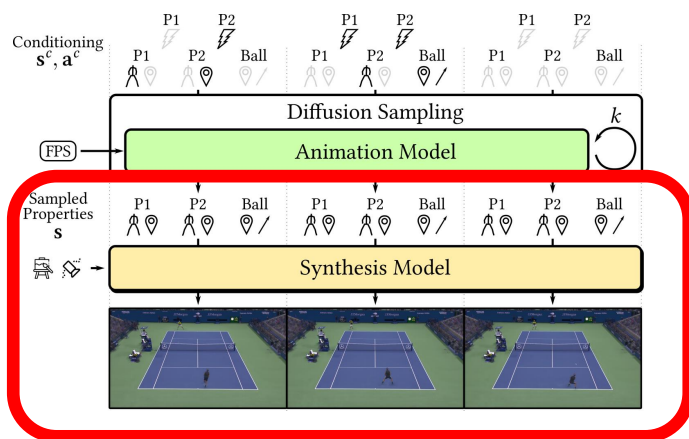 P1 P2 P1 P2 P1 P2
Conditioning
s^c, a^c
P1 P2 Ball P1 P2 Ball P1 P2 Ball
Diffusion Sampling
k
FPS
Animation Model
Sampled
Properties
s
P1 P2 Ball P1 P2 Ball P1 P2 Ball
Synthesis Model